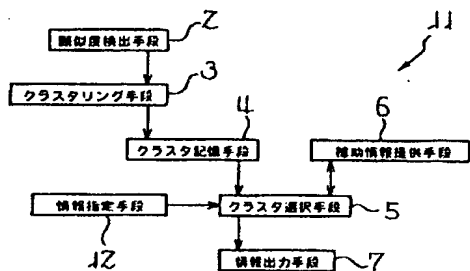 2
11
類似度検出手段
3
クラスタリング手段
4
6
クラスタ記憶手段
補助情報提供手段
情報指定手段
クラスタ選択手段
5
12
情報出力手段
7